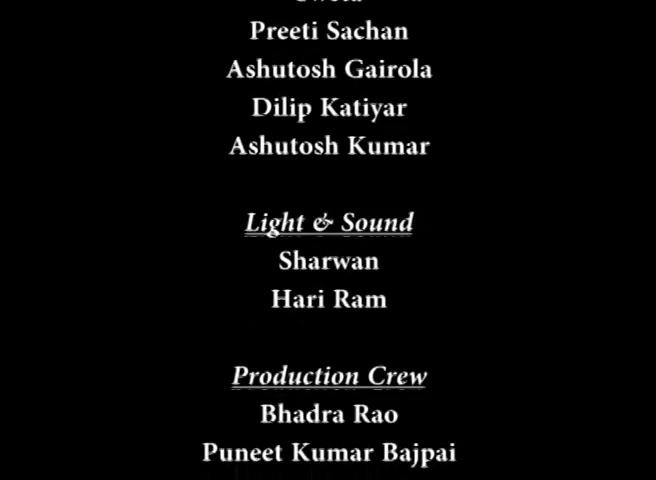 Preeti Sachan
Ashutosh Gairola
Dilip Katiyar
Ashutosh Kumar
Light & Sound
Sharwan
Hari Ram
Production Crew
Bhadra Rao
Puneet Kumar Bajpai